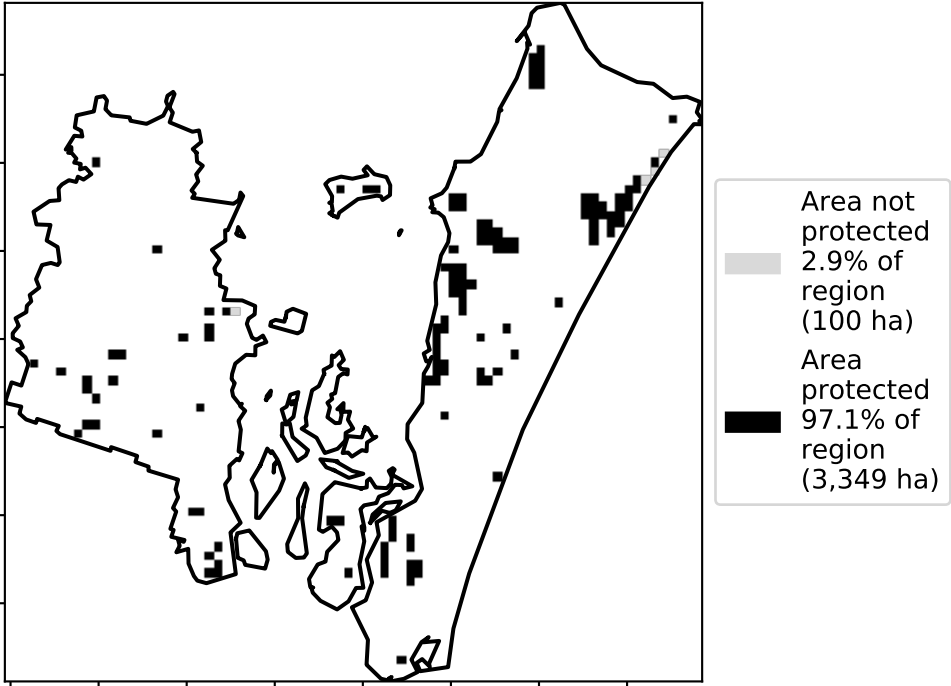 Area not
protected
2.9% of
region
(100 ha)
Area
protected
97.1% of
region
(3,349 ha)